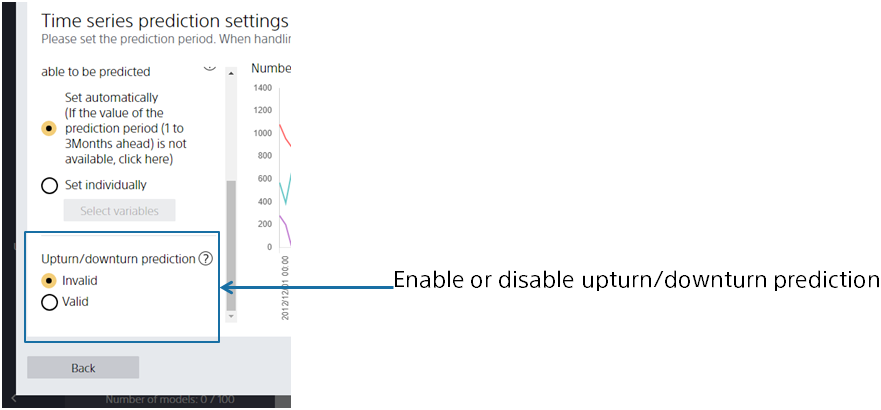 Time series prediction settings
Please set the prediction period. When handlin
able to be predicted
?
Set automatically
(If the value of the
prediction period (1 to
3Months ahead) is not
available, click here)
Set individually
Select variables
Upturn/downturn prediction ?
Invalid
Valid
Back
Number of models: 0 / 100
Numbe
1400
1200
1000
800
600
400
200
0
2012/12/01 00:00
Enable or disable upturn/downturn prediction